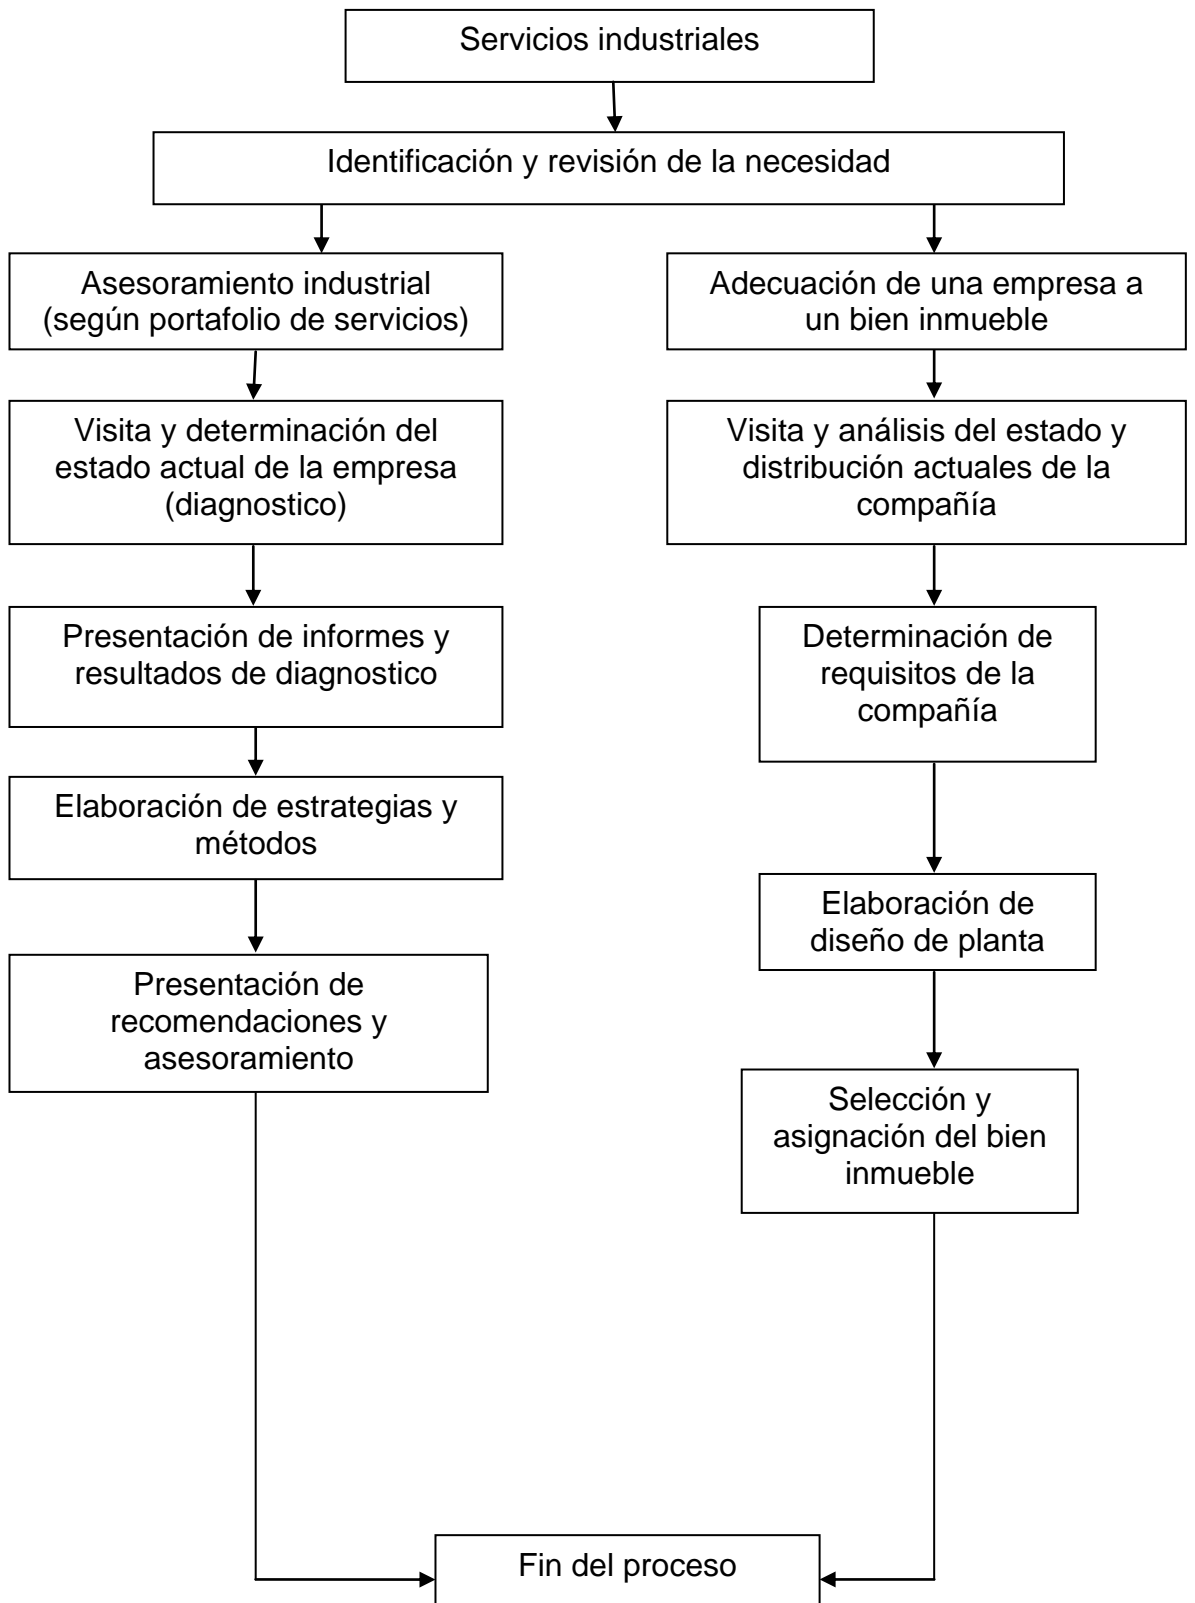 Servicios industriales
Identificación y revisión de la necesidad
Asesoramiento industrial
(según portafolio de servicios)
Visita y determinación del
estado actual de la empresa
(diagnostico)
Presentación de informes y
resultados de diagnostico
Elaboración de estrategias y
métodos
Presentación de
recomendaciones y
asesoramiento
Adecuación de una empresa a
un bien inmueble
Visita y análisis del estado y
distribución actuales de la
compañía
Determinación de
requisitos de la
compañía
Elaboración de
diseño de planta
Selección y
asignación del bien
inmueble
Fin del proceso